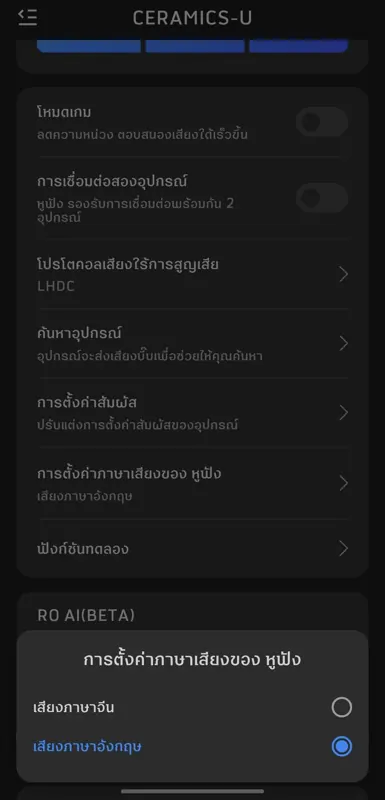 CERAMICS-U
โหมดเกม
ลดความหน่วง ตอบสนองเสียงได้เร็วขึ้น
การเชื่อมต่อสองอุปกรณ์
หูฟัง รองรับการเชื่อมต่อพร้อมกัน 2
อุปกรณ์
โปรโตคอลเสียงไร้การสูญเสีย
LHDC
ค้นหาอุปกรณ์
อุปกรณ์จะส่งเสียงบี๊บเพื่อช่วยให้คุณค้นหา
การตั้งค่าสัมผัส
ปรับแต่งการตั้งค่าสัมผัสของอุปกรณ์
การตั้งค่าภาษาเสียงของ หูฟัง
เสียงภาษาอังกฤษ
ฟังก์ชันทดลอง
RO AI(BETA)
การตั้งค่าภาษาเสียงของ หูฟัง
เสียงภาษาจีน
เสียงภาษาอังกฤษ